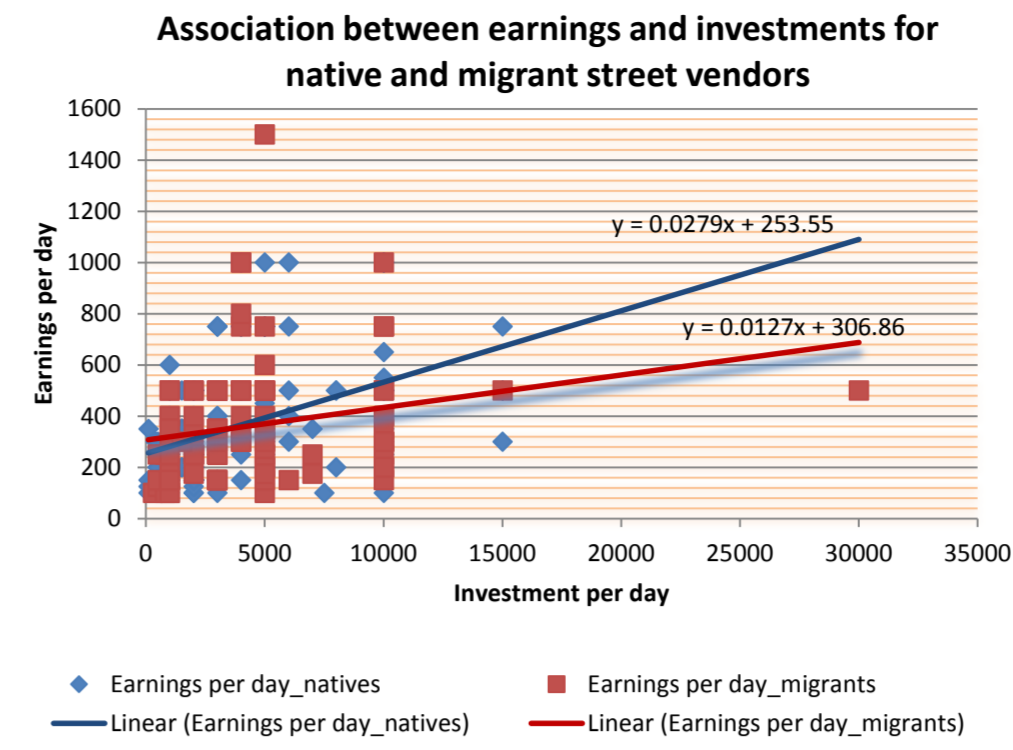 Association between earnings and investments for
native and migrant street vendors
1600
1400
1200
1000
800
600
400
200
0
Earnings per day
y = 0.0279x + 253.55
y = 0.0127x + 306.86
0 5000 10000 15000 20000 25000 30000 35000
Investment per day
Earnings per day_natives Earnings per day_migrants
Linear (Earnings per day_natives) Linear (Earnings per day_migrants)